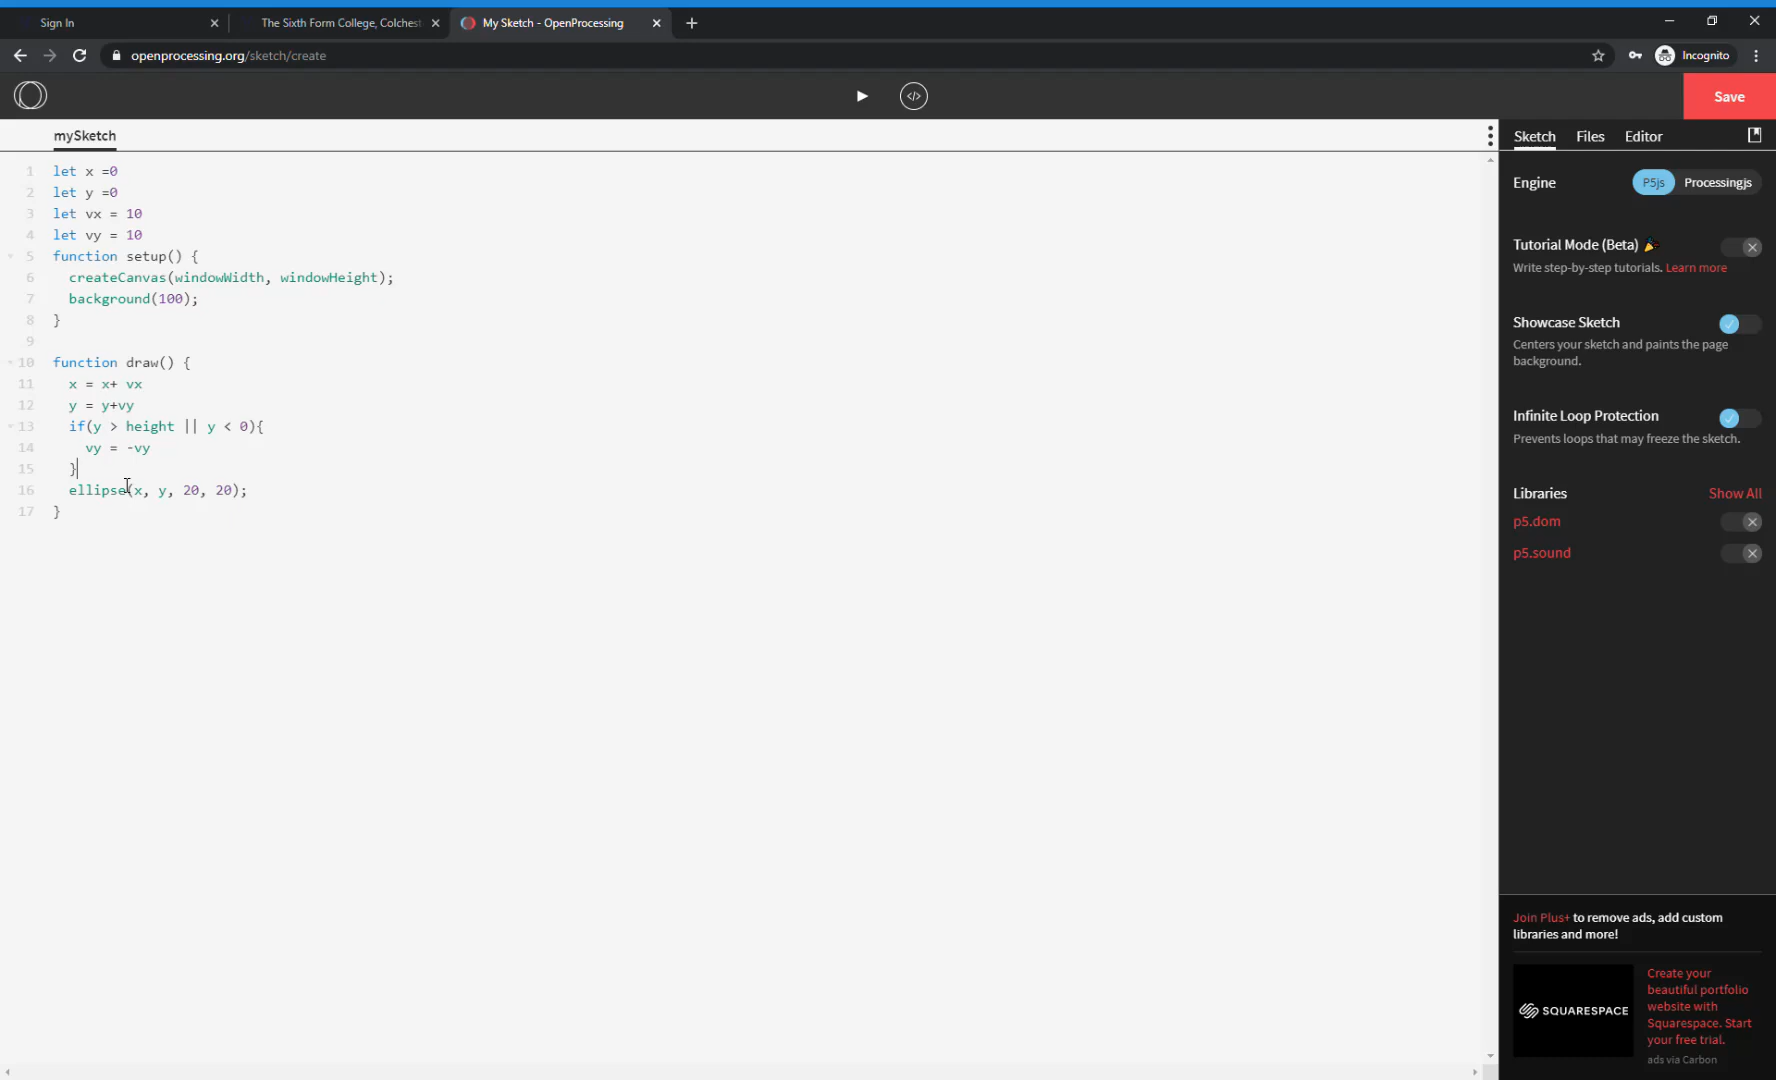 Sign In
The Sixth Form College, Colchest
My Sketch - OpenProcessing
openprocessing.org/sketch/create
Incognito
</>
Save
mySketch
Sketch Files Editor
1 let x =0
2 let y =0
3 let vx = 10
4 let vy = 10
5 function setup() {
6 createCanvas(windowWidth, windowHeight);
7 background(100);
8 }
9
10 function draw() {
11 x = x+ vx
12 y = y+vy
13 if(y > height || y < 0){
14 vy = -vy
15 }
16 ellipse(x, y, 20, 20);
17 }
Engine
P5js Processingjs
Tutorial Mode (Beta)
Write step-by-step tutorials. Learn more
Showcase Sketch
Centers your sketch and paints the page
background.
Infinite Loop Protection
Prevents loops that may freeze the sketch.
Libraries Show All
p5.dom
p5.sound
Join Plus+ to remove ads, add custom
libraries and more!
SQUARESPACE
Create your
beautiful portfolio
website with
Squarespace. Start
your free trial.
ads via Carbon